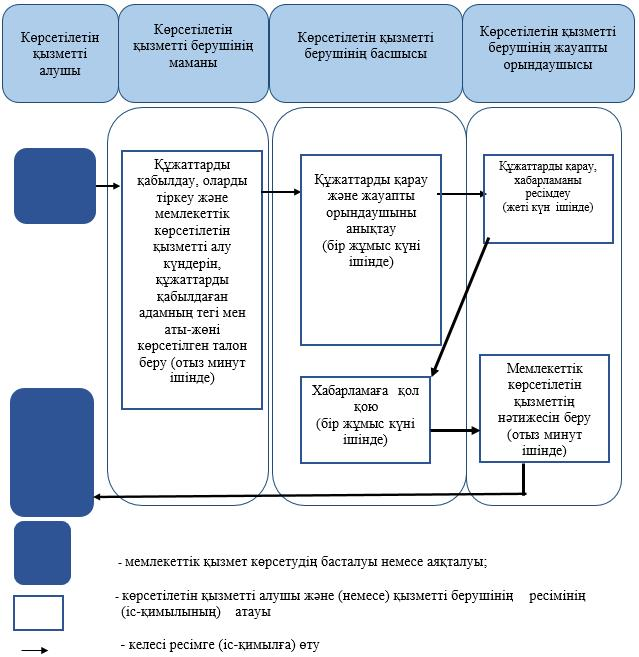 Көрсетілетін
қызметті
алушы
Көрсетілетін
қызметті берушінің
маманы
Көрсетілетін қызметті
берушінің басшысы
Көрсетілетін қызметті
берушінің жауапты
орындаушысы
Құжаттарды
қабылдау, оларды
тіркеу және
мемлекеттік
көрсетілетін
қызметті алу
күндерін,
құжаттарды
қабылдаған
адамның тегі мен
аты-жөні
көрсетілген талон
беру (отыз минут
ішінде)
Құжаттарды қарау
және жауапты
орындаушыны
анықтау
(бір жұмыс күні
ішінде)
Құжаттарды қарау,
хабарламаны
ресімдеу
(жеті күн ішінде)
Хабарламаға қол
қою
(бір жұмыс күні
ішінде)
Мемлекеттік
көрсетілетін
қызметтің
нәтижесін беру
(отыз минут
ішінде)
- мемлекеттік қызмет көрсетудің басталуы немесе аяқталуы;
- көрсетілетін қызметті алушы және (немесе) қызметті берушінің ресімінің
(іс-қимылының) атауы
- келесі ресімге (іс-қимылға) өту